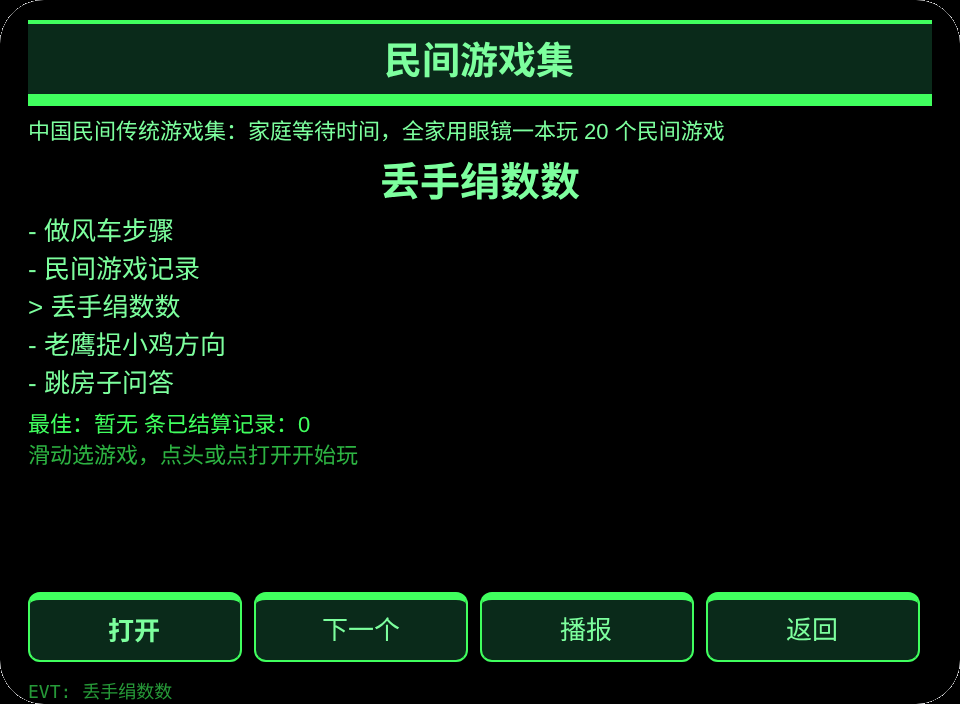 民间游戏集
中国民间传统游戏集：家庭等待时间，全家用眼镜一本玩 20 个民间游戏
丢手绢数数
- 做风车步骤
- 民间游戏记录
> 丢手绢数数
- 老鹰捉小鸡方向
- 跳房子问答
最佳：暂无 条已结算记录：0
滑动选游戏，点头或点打开开始玩
打开
下一个
播报
返回
EVT: 丢手绢数数